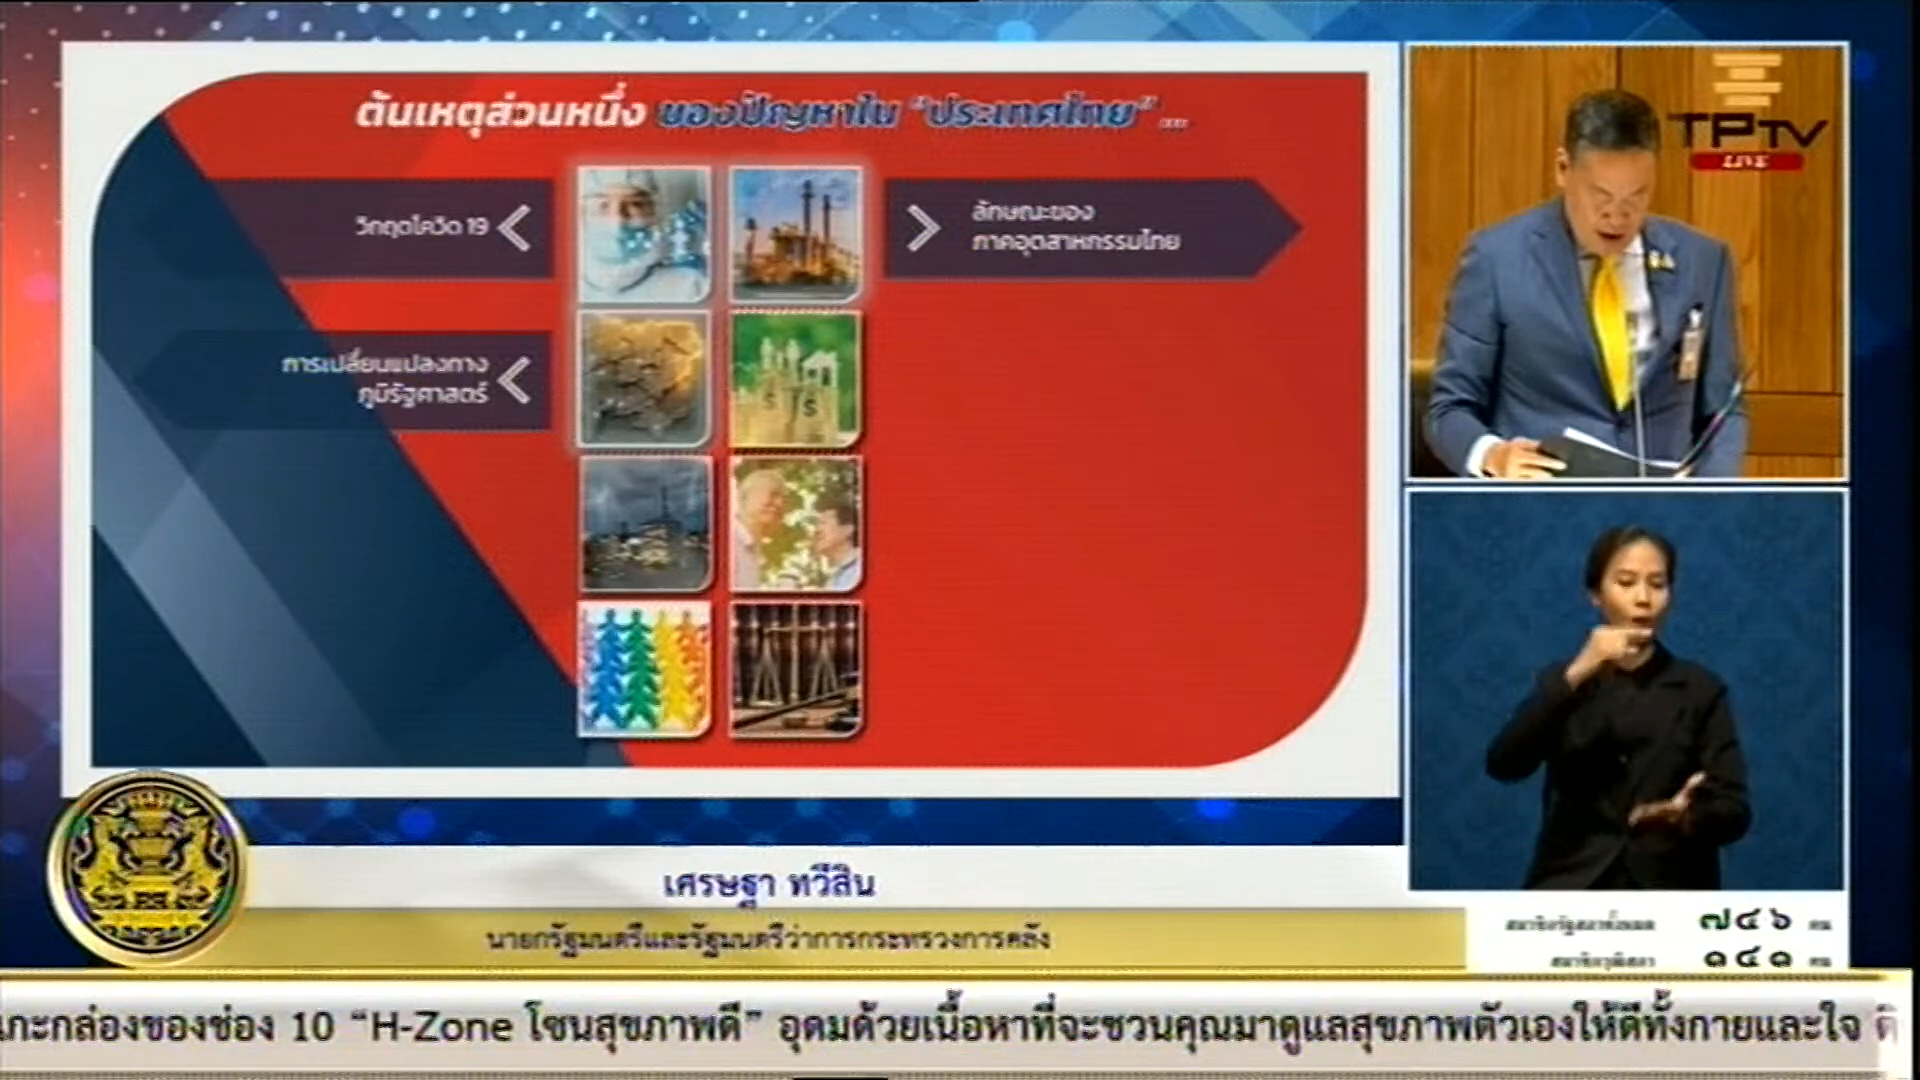 ต้นเหตุส่วนหนึ่ง ของปัญหาใน "ประเทศไทย" ...
วิกฤตโควิด 19
ลักษณะของ
ภาคอุตสาหกรรมไทย
การเปลี่ยนแปลงทาง
ภูมิรัฐศาสตร์
TPTV
LIVE
เศรษฐา ทวีสิน
นายกรัฐมนตรีและรัฐมนตรีว่าการกระทรวงการคลัง
สมาชิกรัฐสภาทั้งหมด ๗๔๖ คน
สมาชิกวุฒิสภา ๑๔๑ คน
เกาะกล่องของช่อง 10 “H-Zone โซนสุขภาพดี” อุดมด้วยเนื้อหาที่จะชวนคุณมาดูแลสุขภาพตัวเองให้ดีทั้งกายและใจ